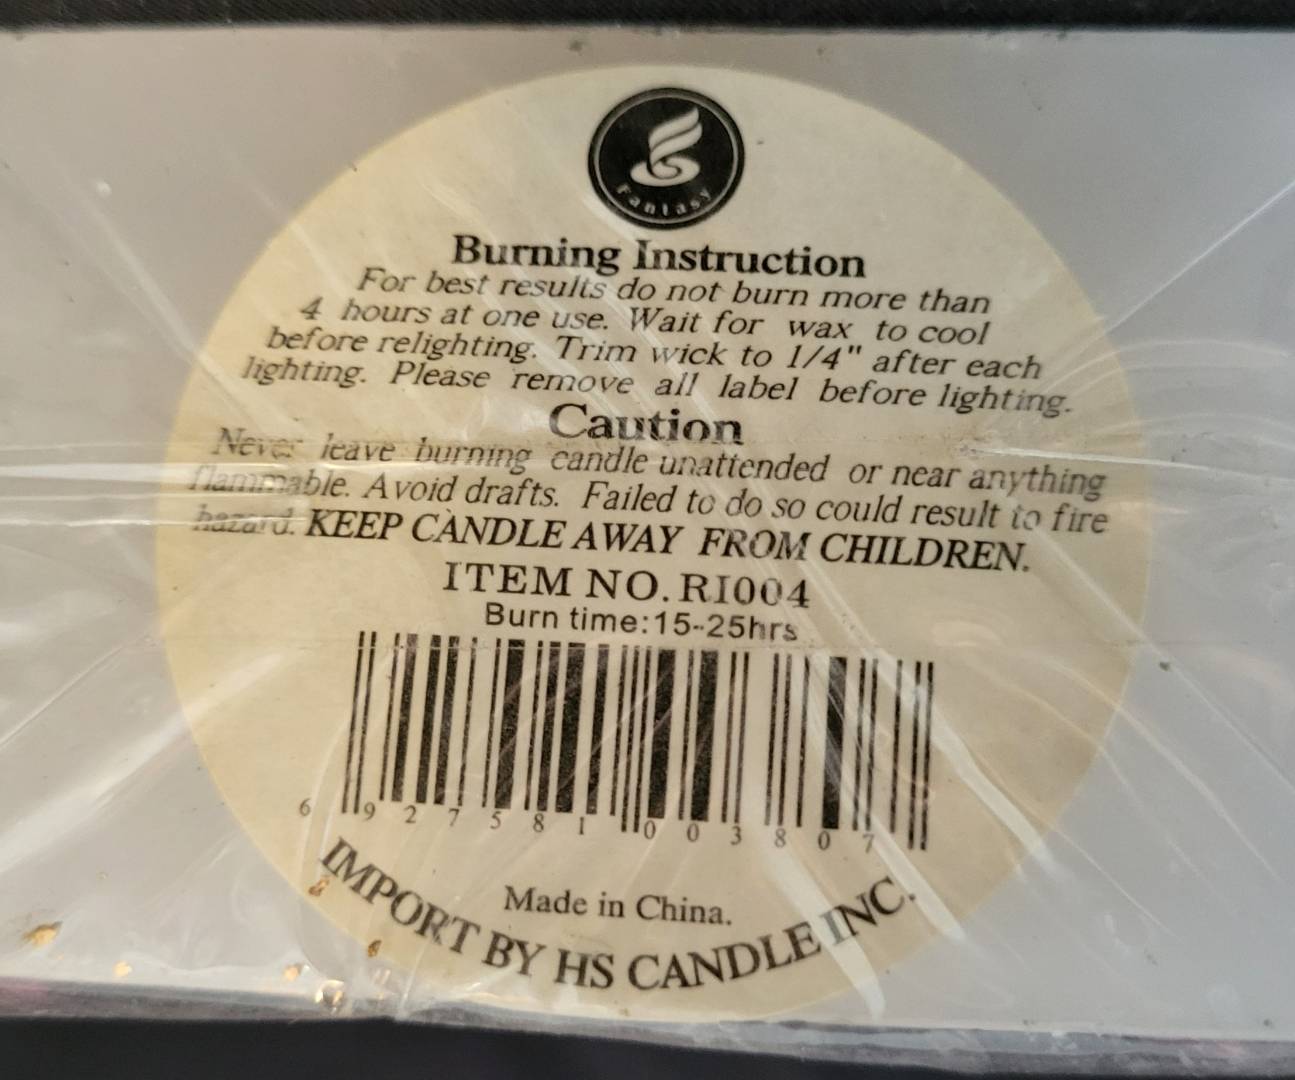 Fantasy
Burning Instruction
For best results do not burn more than
4 hours at one use. Wait for wax to cool
before relighting. Trim wick to 1/4" after each
lighting. Please remove all label before lighting.
Caution
Never leave burning candle unattended or near anything
flammable. Avoid drafts. Failed to do so could result to fire
hazard. KEEP CANDLE AWAY FROM CHILDREN.
ITEM NO. RI004
Burn time:15-25hrs
6 927581 003807
Made in China.
IMPORT BY HS CANDLE INC.